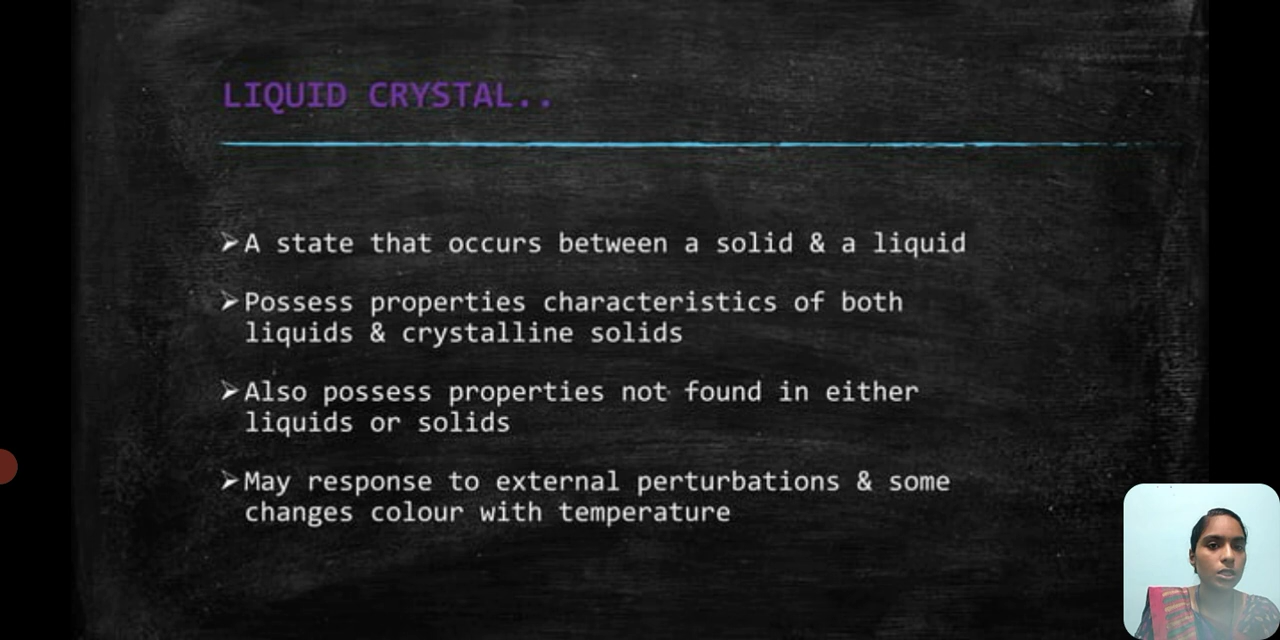 LIQUID CRYSTAL..
➢A state that occurs between a solid & a liquid
➢Possess properties characteristics of both
liquids & crystalline solids
➢Also possess properties not found in either
liquids or solids
➢May response to external perturbations & some
changes colour with temperature